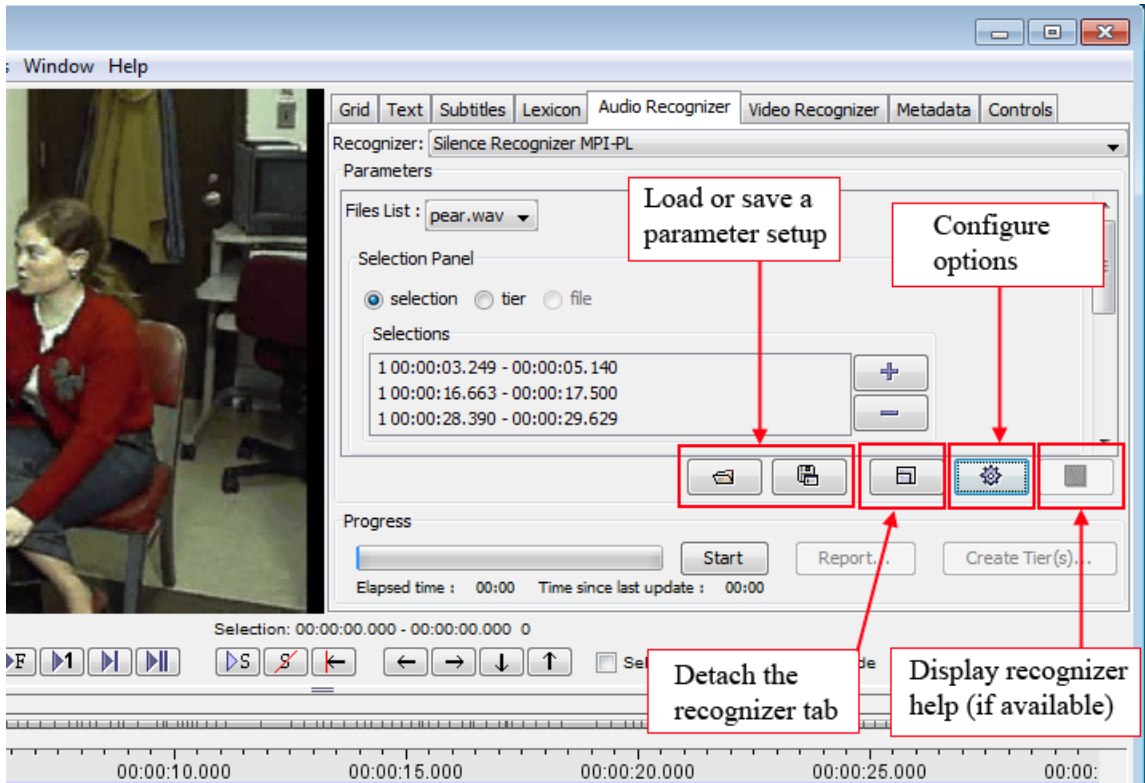 s Window Help
Grid Text Subtitles Lexicon Audio Recognizer Video Recognizer Metadata Controls
Recognizer: Silence Recognizer MPI-PL
Parameters
Files List : pear.wav
Load or save a
parameter setup
Configure
options
Selection Panel
selection tier file
Selections
1 00:00:03.249 - 00:00:05.140
1 00:00:16.663 - 00:00:17.500
1 00:00:28.390 - 00:00:29.629
Progress
Start Report... Create Tier(s)...
Elapsed time : 00:00 Time since last update : 00:00
Selection: 00:00:00.000 - 00:00:00.000 0
F 1 S S Sel de
Detach the
recognizer tab
Display recognizer
help (if available)
00:00:10.000 00:00:15.000 00:00:20.000 00:00:25.000 00:00: